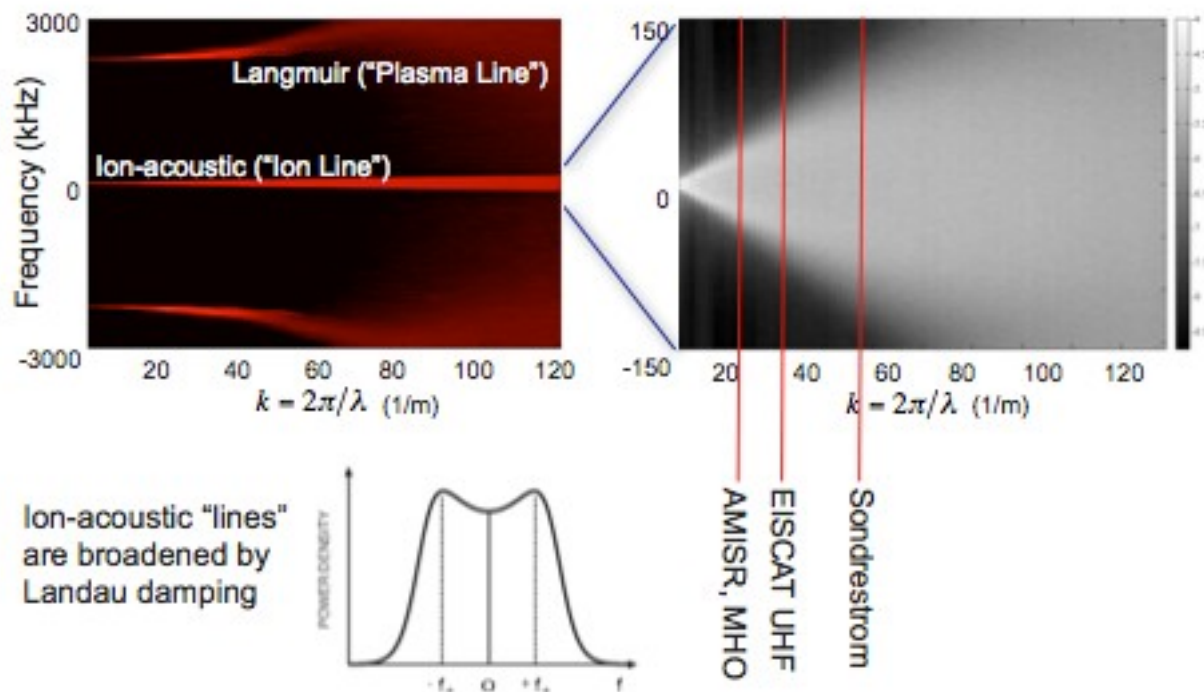 3000
Langmuir ("Plasma Line")
Ion-acoustic ("Ion Line")
0
-3000
Frequency (kHz)
20 40 60 80 100 120
k = 2π/λ (1/m)
150
0
-150
20 40 60 80 100 120
k = 2π/λ (1/m)
AMISR, MHO
EISCAT UHF
Sondrestrom
Ion-acoustic "lines"
are broadened by
Landau damping
POWER DENSITY
0
f